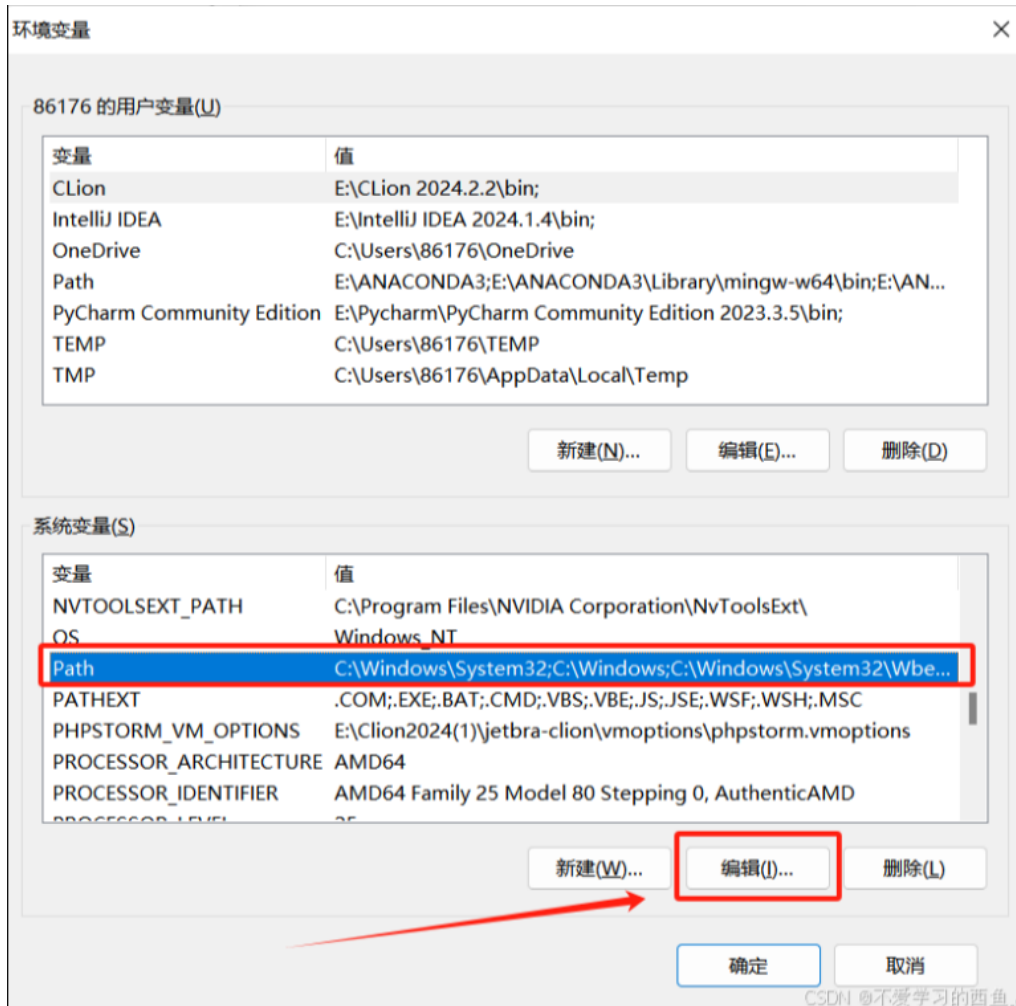 环境变量
86176 的用户变量(U)
变量 值
CLion E:\CLion 2024.2.2\bin;
IntelliJ IDEA E:\IntelliJ IDEA 2024.1.4\bin;
OneDrive C:\Users\86176\OneDrive
Path E:\ANACONDA3;E:\ANACONDA3\Library\mingw-w64\bin;E:\AN...
PyCharm Community Edition E:\Pycharm\PyCharm Community Edition 2023.3.5\bin;
TEMP C:\Users\86176\TEMP
TMP C:\Users\86176\AppData\Local\Temp
新建(N)... 编辑(E)... 删除(D)
系统变量(S)
变量 值
NVTOOLSEXT_PATH C:\Program Files\NVIDIA Corporation\NvToolsExt\
OS Windows_NT
Path C:\Windows\System32;C:\Windows;C:\Windows\System32\Wbe...
PATHEXT .COM;.EXE;.BAT;.CMD;.VBS;.VBE;.JS;.JSE;.WSF;.WSH;.MSC
PHPSTORM_VM_OPTIONS E:\Clion2024(1)\jetbra-clion\vmoptions\phpstorm.vmoptions
PROCESSOR_ARCHITECTURE AMD64
PROCESSOR_IDENTIFIER AMD64 Family 25 Model 80 Stepping 0, AuthenticAMD
新建(W)... 编辑(I)... 删除(L)
确定 取消
CSDN @不爱学习的西鱼